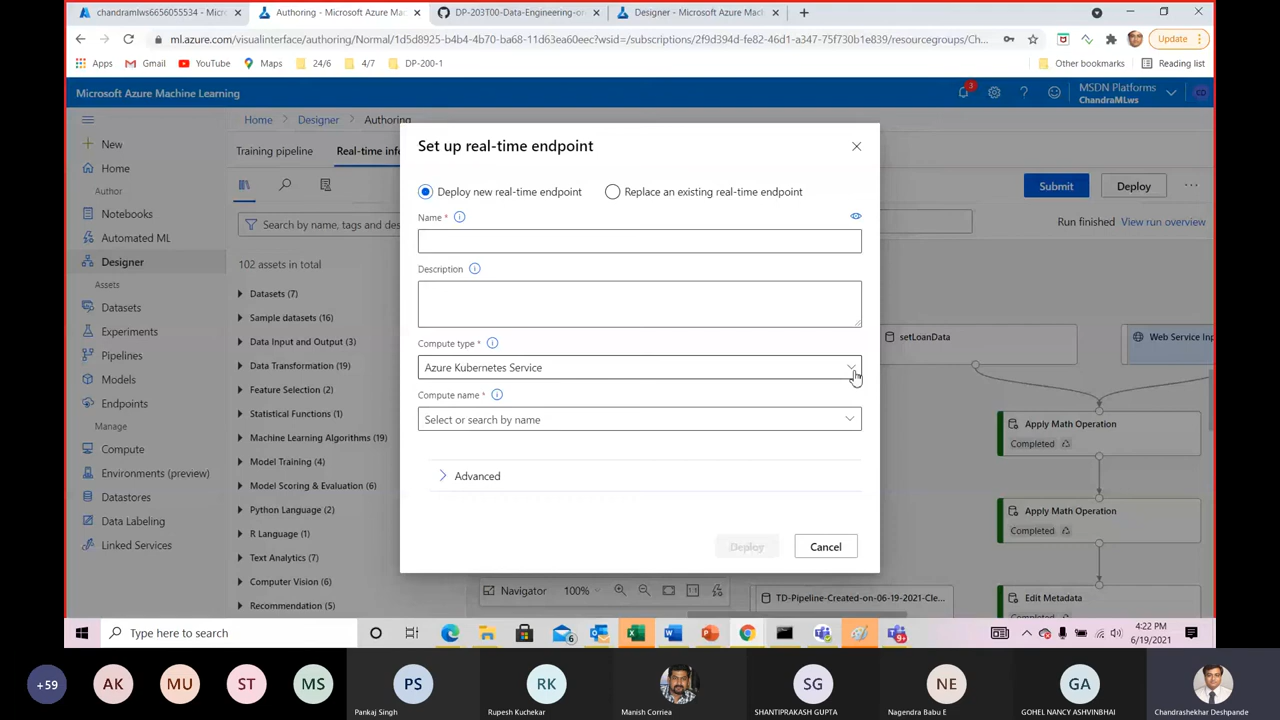 chandramlws6656055534 - Micro
Authoring - Microsoft Azure Machi
DP-203T00-Data-Engineering-on
Designer - Microsoft Azure Machi
ml.azure.com/visualinterface/authoring/Normal/1d5d8925-b4b4-4b70-ba68-11d63ea60eec?wsid=/subscriptions/2f9d394d-fe82-46d1-a347-75f730b1e839/resourcegroups/Ch...
Update
Apps
Gmail
YouTube
Maps
24/6
4/7
DP-200-1
Other bookmarks
Reading list
Microsoft Azure Machine Learning
3
MSDN Platforms
ChandraMLws
CD
Home
Designer
Authoring
New
Home
Author
Notebooks
Automated ML
Designer
Assets
Datasets
Experiments
Pipelines
Models
Endpoints
Manage
Compute
Environments (preview)
Datastores
Data Labeling
Linked Services
Training pipeline
Real-time infe
Search by name, tags and des
102 assets in total
Datasets (7)
Sample datasets (16)
Data Input and Output (3)
Data Transformation (19)
Feature Selection (2)
Statistical Functions (1)
Machine Learning Algorithms (19)
Model Training (4)
Model Scoring & Evaluation (6)
Python Language (2)
R Language (1)
Text Analytics (7)
Computer Vision (6)
Recommendation (5)
Set up real-time endpoint
Deploy new real-time endpoint
Replace an existing real-time endpoint
Name *
Description
Compute type *
Azure Kubernetes Service
Compute name *
Select or search by name
Advanced
Deploy
Cancel
Submit
Deploy
Run finished
View run overview
setLoanData
Web Service Inp
Apply Math Operation
Completed
Apply Math Operation
Completed
Edit Metadata
Completed
Navigator
100%
TD-Pipeline-Created-on-06-19-2021-Cle...
Type here to search
6
9+
4:22 PM
6/19/2021
+59
AK
MU
ST
MS
PS
Pankaj Singh
RK
Rupesh Kuchekar
Manish Corriea
SG
SHANTIPRAKASH GUPTA
NE
Nagendra Babu E
GA
GOHEL NANCY ASHVINBHAI
Chandrashekhar Deshpande